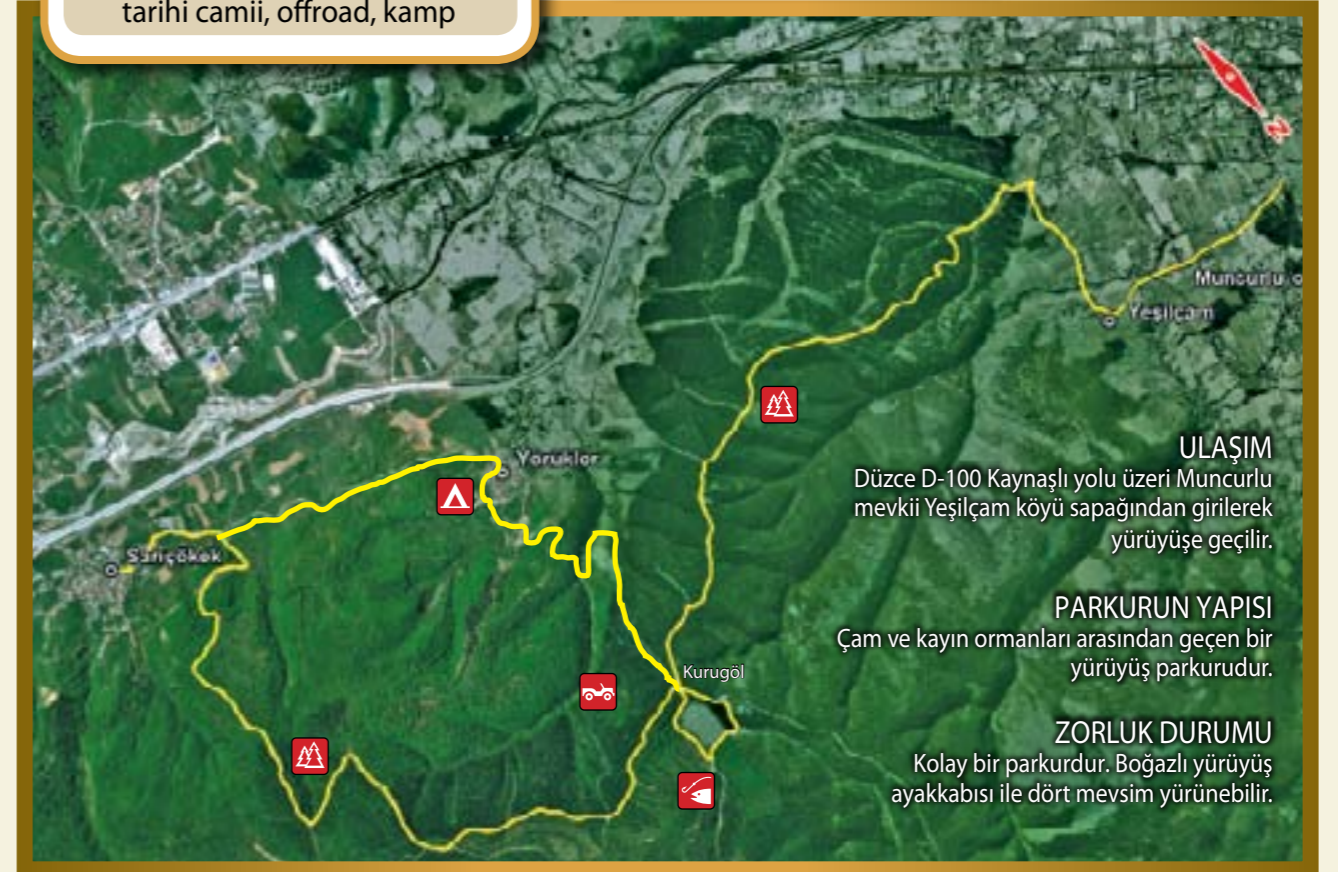 tarihi camii, offroad, kamp
Muncurlu
Yeşilçam
Yoruklor
Sarıçökek
Kurugöl
ULAŞIM
Düzce D-100 Kaynaşlı yolu üzeri Muncurlu
mevkii Yeşilçam köyü sapağından girilerek
yürüyüşe geçilir.
PARKURUN YAPISI
Çam ve kayın ormanları arasından geçen bir
yürüyüş parkurudur.
ZORLUK DURUMU
Kolay bir parkurdur. Boğazlı yürüyüş
ayakkabısı ile dört mevsim yürünebilir.